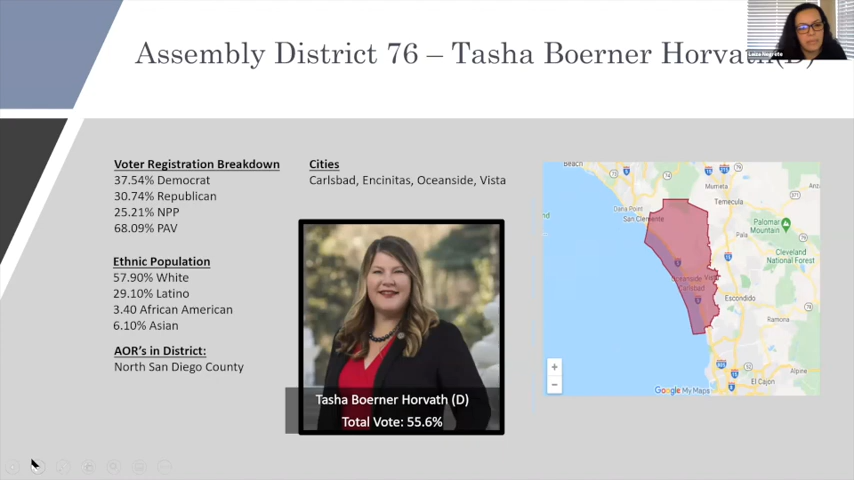 Assembly District 76 – Tasha Boerner Horvath (D)
Leiza Negrete
Voter Registration Breakdown
37.54% Democrat
30.74% Republican
25.21% NPP
68.09% PAV
Ethnic Population
57.90% White
29.10% Latino
3.40 African American
6.10% Asian
AOR's in District:
North San Diego County
Cities
Carlsbad, Encinitas, Oceanside, Vista
Tasha Boerner Horvath (D)
Total Vote: 55.6%
Beach
Dana Point
San Clemente
Murrieta
Temecula
Pala
Palomar
Mountain
Cleveland
National Forest
Oceanside Vista
Carlsbad
Escondido
Ramona
Alpine
El Cajon
Google My Maps